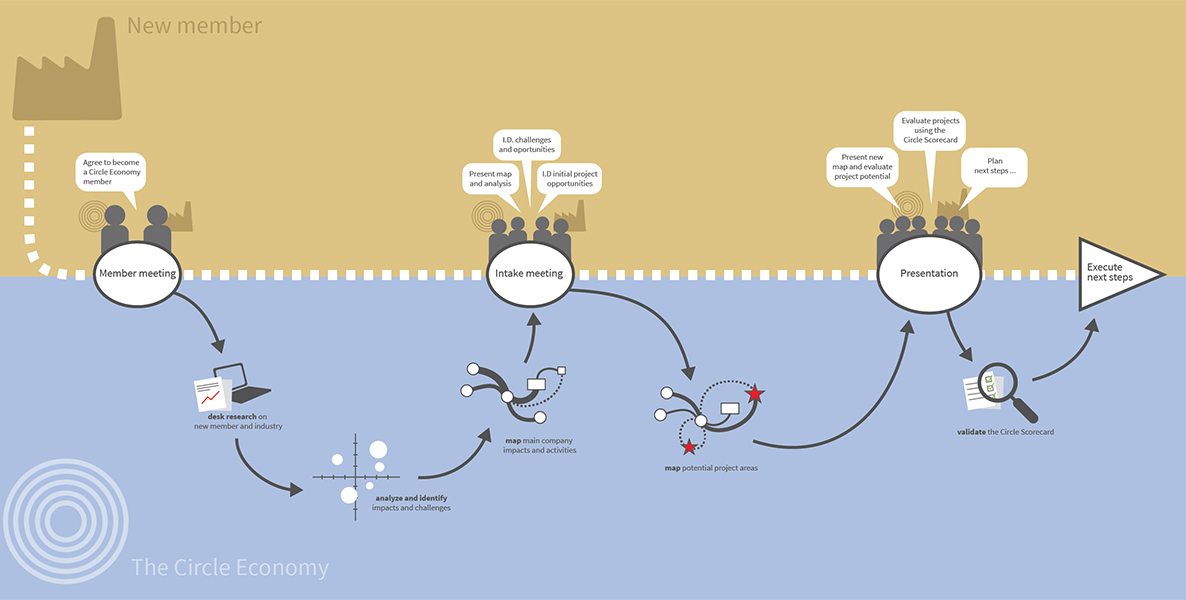 New member
Agree to become
a Circle Economy
member
I.D. challenges
and oportunities
Present map
and analysis
I.D initial project
opportunities
Evaluate projects
using the
Circle Scorecard
Present new
map and evaluate
project potential
Plan
next steps ...
Member meeting
Intake meeting
Presentation
Execute
next steps
desk research on
new member and industry
analyze and identify
impacts and challenges
map main company
impacts and activities
map potential project areas
validate the Circle Scorecard
The Circle Economy